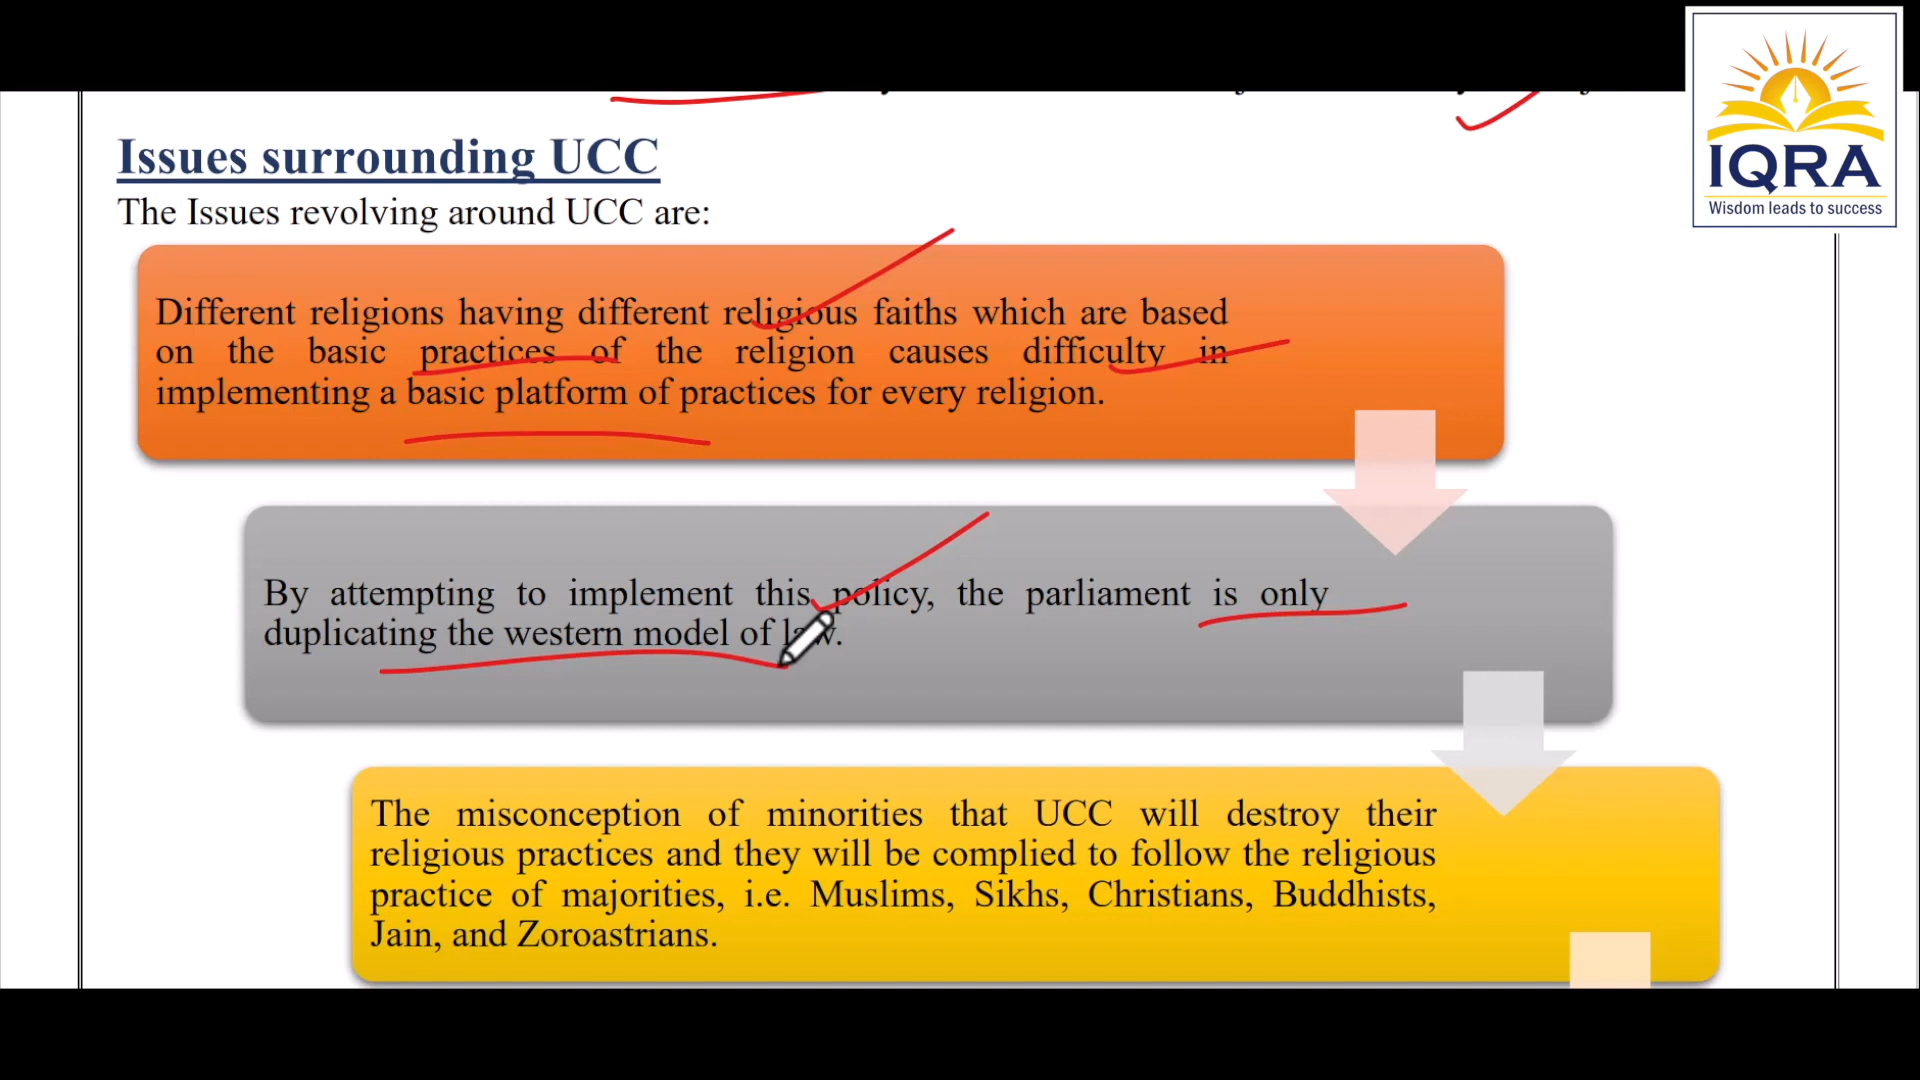 IQRA
Wisdom leads to success
Issues surrounding UCC
The Issues revolving around UCC are:
Different religions having different religious faiths which are based
on the basic practices of the religion causes difficulty in
implementing a basic platform of practices for every religion.
By attempting to implement this policy, the parliament is only
duplicating the western model of law.
The misconception of minorities that UCC will destroy their
religious practices and they will be complied to follow the religious
practice of majorities, i.e. Muslims, Sikhs, Christians, Buddhists,
Jain, and Zoroastrians.